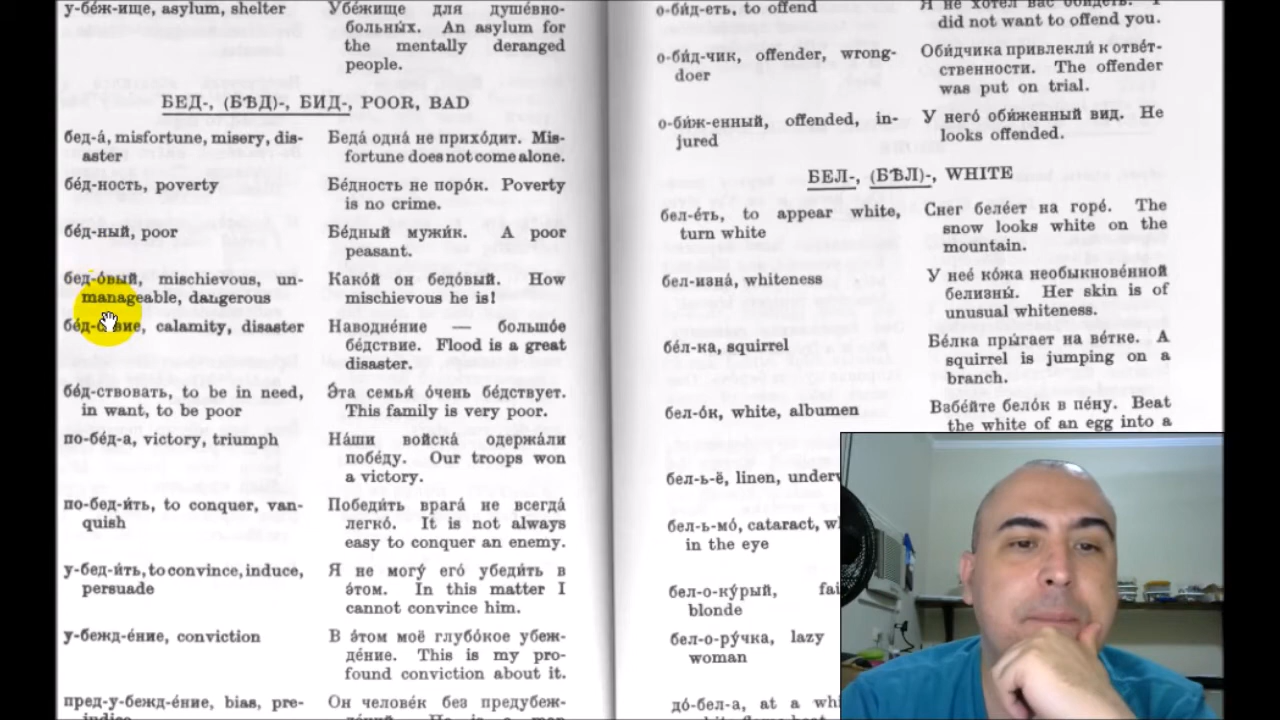 у-бе́ж-ище, asylum, shelter
Убе́жище для душе́вно-
больны́х. An asylum for
the mentally deranged
people.
БЕД-, (БѢД)-, БИД-, POOR, BAD
бед-а́, misfortune, misery, dis-
aster
Беда́ одна́ не прихо́дит. Mis-
fortune does not come alone.
бе́д-ность, poverty
Бе́дность не поро́к. Poverty
is no crime.
бе́д-ный, poor
Бе́дный мужи́к. A poor
peasant.
бед-о́вый, mischievous, un-
manageable, dangerous
Како́й он бедо́вый. How
mischievous he is!
calamity, disaster
Наводне́ние — большо́е
бе́дствие. Flood is a great
disaster.
бе́д-ствовать, to be in need,
in want, to be poor
Э́та семья́ о́чень бе́дствует.
This family is very poor.
по-бе́д-а, victory, triumph
На́ши войска́ одержа́ли
побе́ду. Our troops won
a victory.
по-бед-и́ть, to conquer, van-
quish
Победи́ть врага́ не всегда́
легко́. It is not always
easy to conquer an enemy.
у-бед-и́ть, to convince, induce,
persuade
Я не могу́ его́ убеди́ть в
э́том. In this matter I
cannot convince him.
у-бежд-е́ние, conviction
В э́том моё глубо́кое убеж-
де́ние. This is my pro-
found conviction about it.
пред-у-бежд-е́ние, bias, pre-
Он челове́к без предубеж-
о-би́д-еть, to offend
Я не хоте́л вас оби́деть. I
did not want to offend you.
о-би́д-чик, offender, wrong-
doer
Оби́дчика привлекли́ к отве́т-
ственности. The offender
was put on trial.
о-би́ж-енный, offended, in-
jured
У него́ оби́женный вид. He
looks offended.
БЕЛ-, (БѢЛ)-, WHITE
бел-е́ть, to appear white,
turn white
Снег беле́ет на горе́. The
snow looks white on the
mountain.
бел-изна́, whiteness
У неё ко́жа необыкнове́нной
белизны́. Her skin is of
unusual whiteness.
бе́л-ка, squirrel
Бе́лка пры́гает на ве́тке. A
squirrel is jumping on a
branch.
бел-о́к, white, albumen
Взбе́йте бело́к в пе́ну. Beat
the white of an egg into a
бел-ь-ё, linen,
бел-ь-мо́, cataract,
in the eye
бел-о-ку́рый,
blonde
бел-о-ру́чка, lazy
woman
до́-бел-а, at a